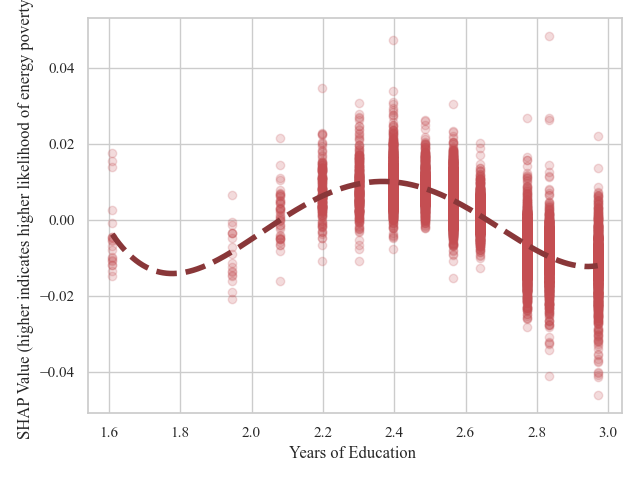 SHAP Value (higher indicates higher likelihood of energy poverty
0.04
0.02
0.00
−0.02
−0.04
1.6 1.8 2.0 2.2 2.4 2.6 2.8 3.0
Years of Education